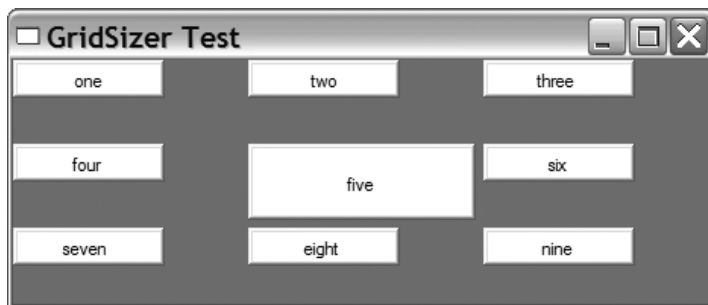 GridSizer Test
one two three
four five six
seven eight nine